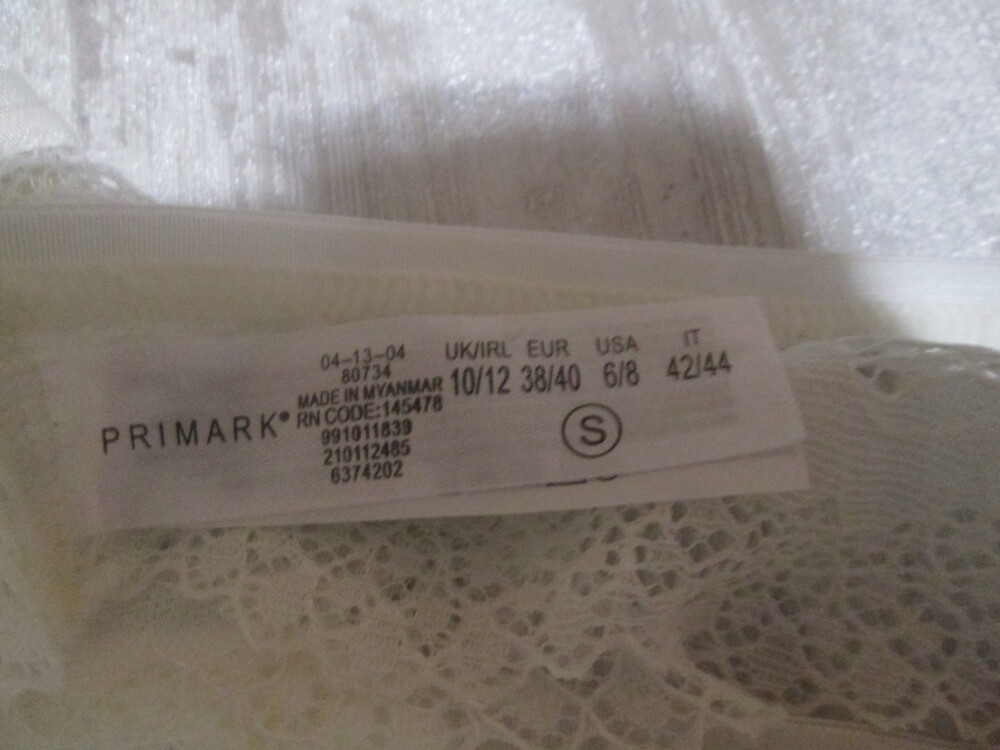 PRIMARK®
04-13-04
80734
MADE IN MYANMAR
RN CODE:145478
991011839
210112485
6374202
UK/IRL EUR USA IT
10/12 38/40 6/8 42/44
S